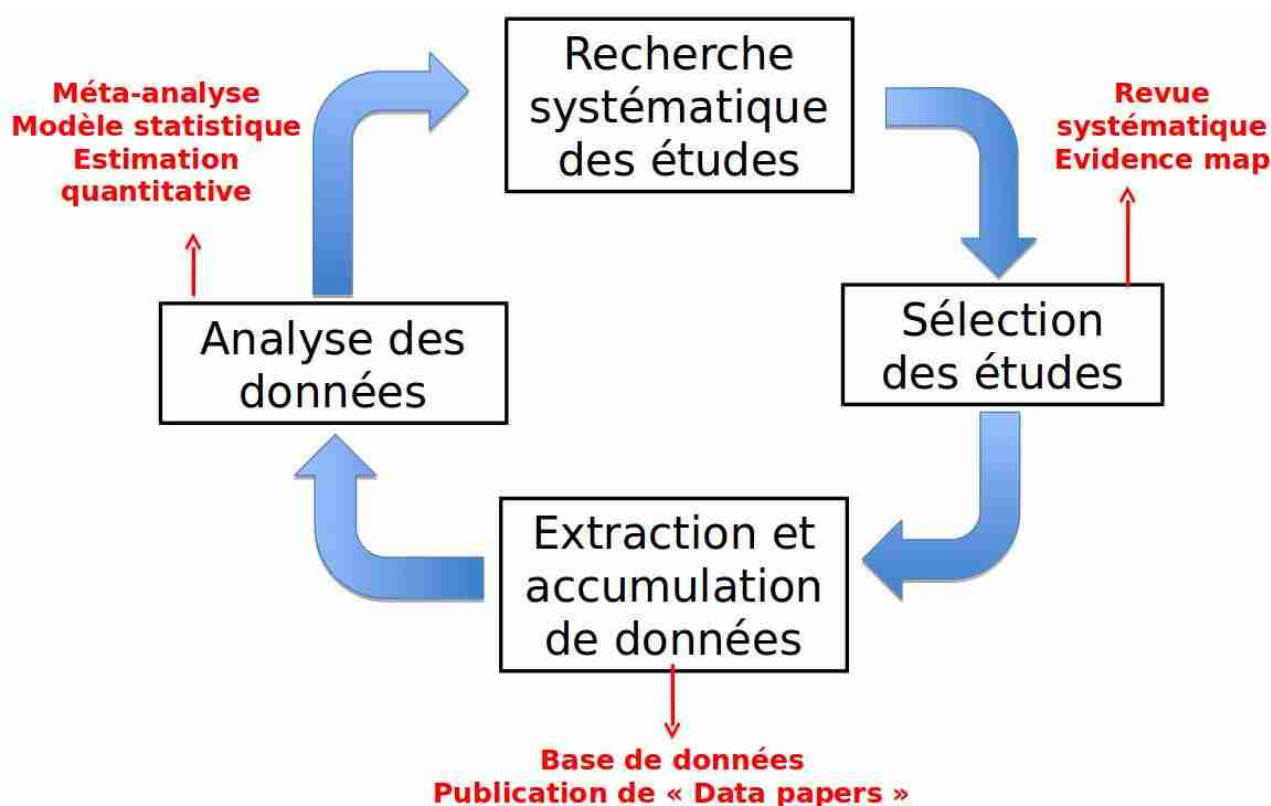 Recherche
systématique
des études
Revue
systématique
Evidence map
Sélection
des études
Extraction et
accumulation
de données
Base de données
Publication de « Data papers »
Analyse des
données
Méta-analyse
Modèle statistique
Estimation
quantitative